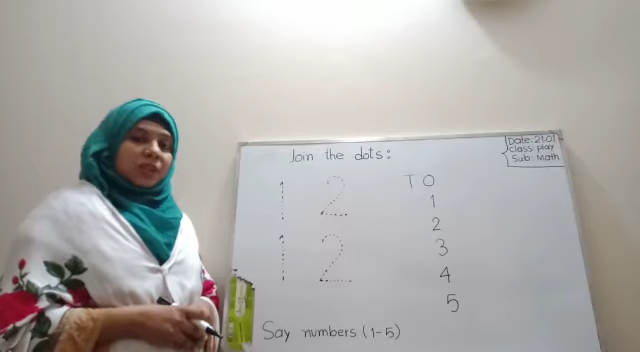 Date: 21.01
Class: play
Sub: Math
Join the dots:
1 2
1 2
T O
1
2
3
4
5
Say numbers (1-5)